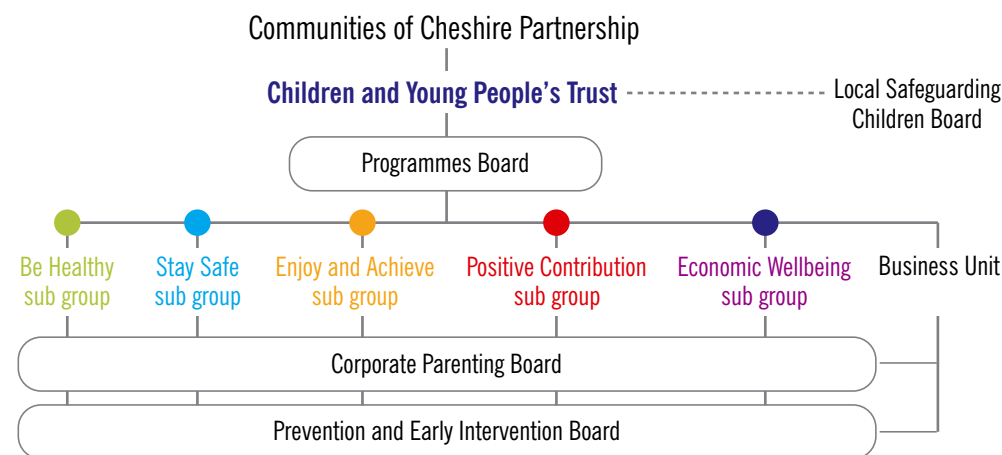 Communities of Cheshire Partnership
Children and Young People's Trust
Local Safeguarding
Children Board
Programmes Board
Be Healthy
sub group
Stay Safe
sub group
Enjoy and Achieve
sub group
Positive Contribution
sub group
Economic Wellbeing
sub group
Business Unit
Corporate Parenting Board
Prevention and Early Intervention Board